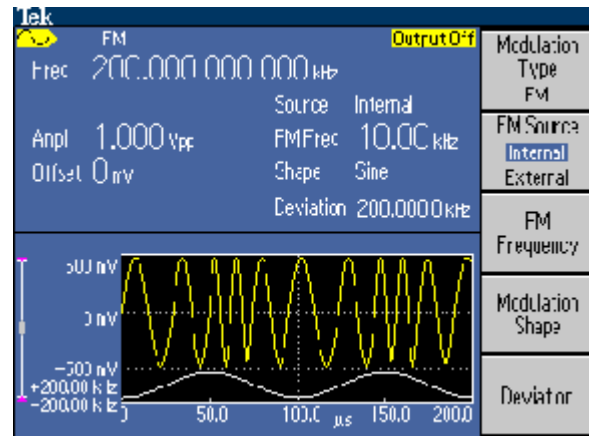 Tek
FM
Output Off
Freq 200.000 000 000 kHz
Source Internal
Ampl 1.000 Vpp
FM Freq 10.00 kHz
Offset 0 mV
Shape Sine
Deviation 200.0000 kHz
500 mV
0 mV
-500 mV
+200.00 kHz
-200.00 kHz
0 50.0 100.0 µs 150.0 200.0
Modulation
Type
FM
FM Source
Internal
External
FM
Frequency
Modulation
Shape
Deviation